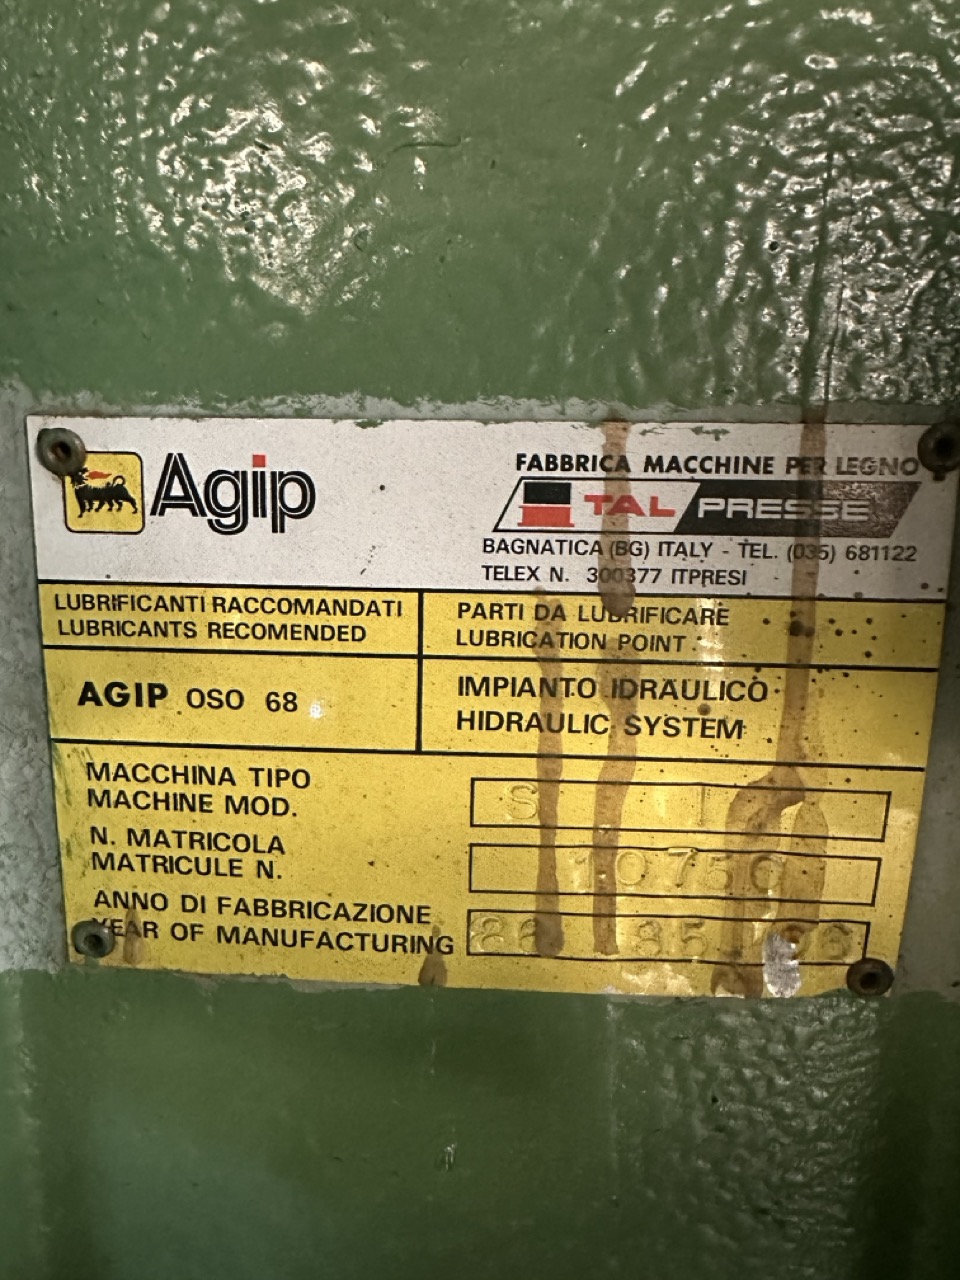 Agip
FABBRICA MACCHINE PER LEGNO
ITAL PRESSE
BAGNATICA (BG) ITALY - TEL. (035) 681122
TELEX N. 300377 ITPRESI
LUBRIFICANTI RACCOMANDATI
LUBRICANTS RECOMENDED
PARTI DA LUBRIFICARE
LUBRICATION POINT
AGIP OSO 68
IMPIANTO IDRAULICO
HIDRAULIC SYSTEM
MACCHINA TIPO
MACHINE MOD.
N. MATRICOLA
MATRICULE N.
ANNO DI FABBRICAZIONE
YEAR OF MANUFACTURING